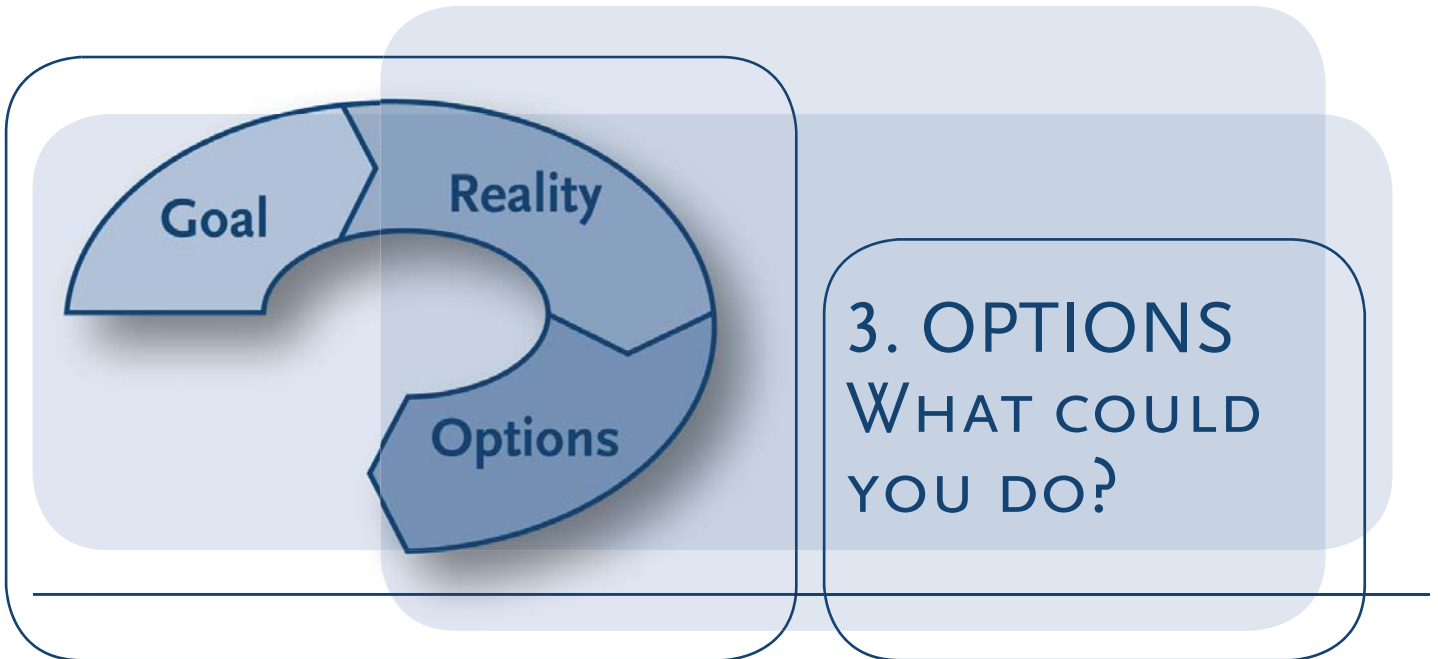 Goal
Reality
Options
3. OPTIONS
What could
you do?